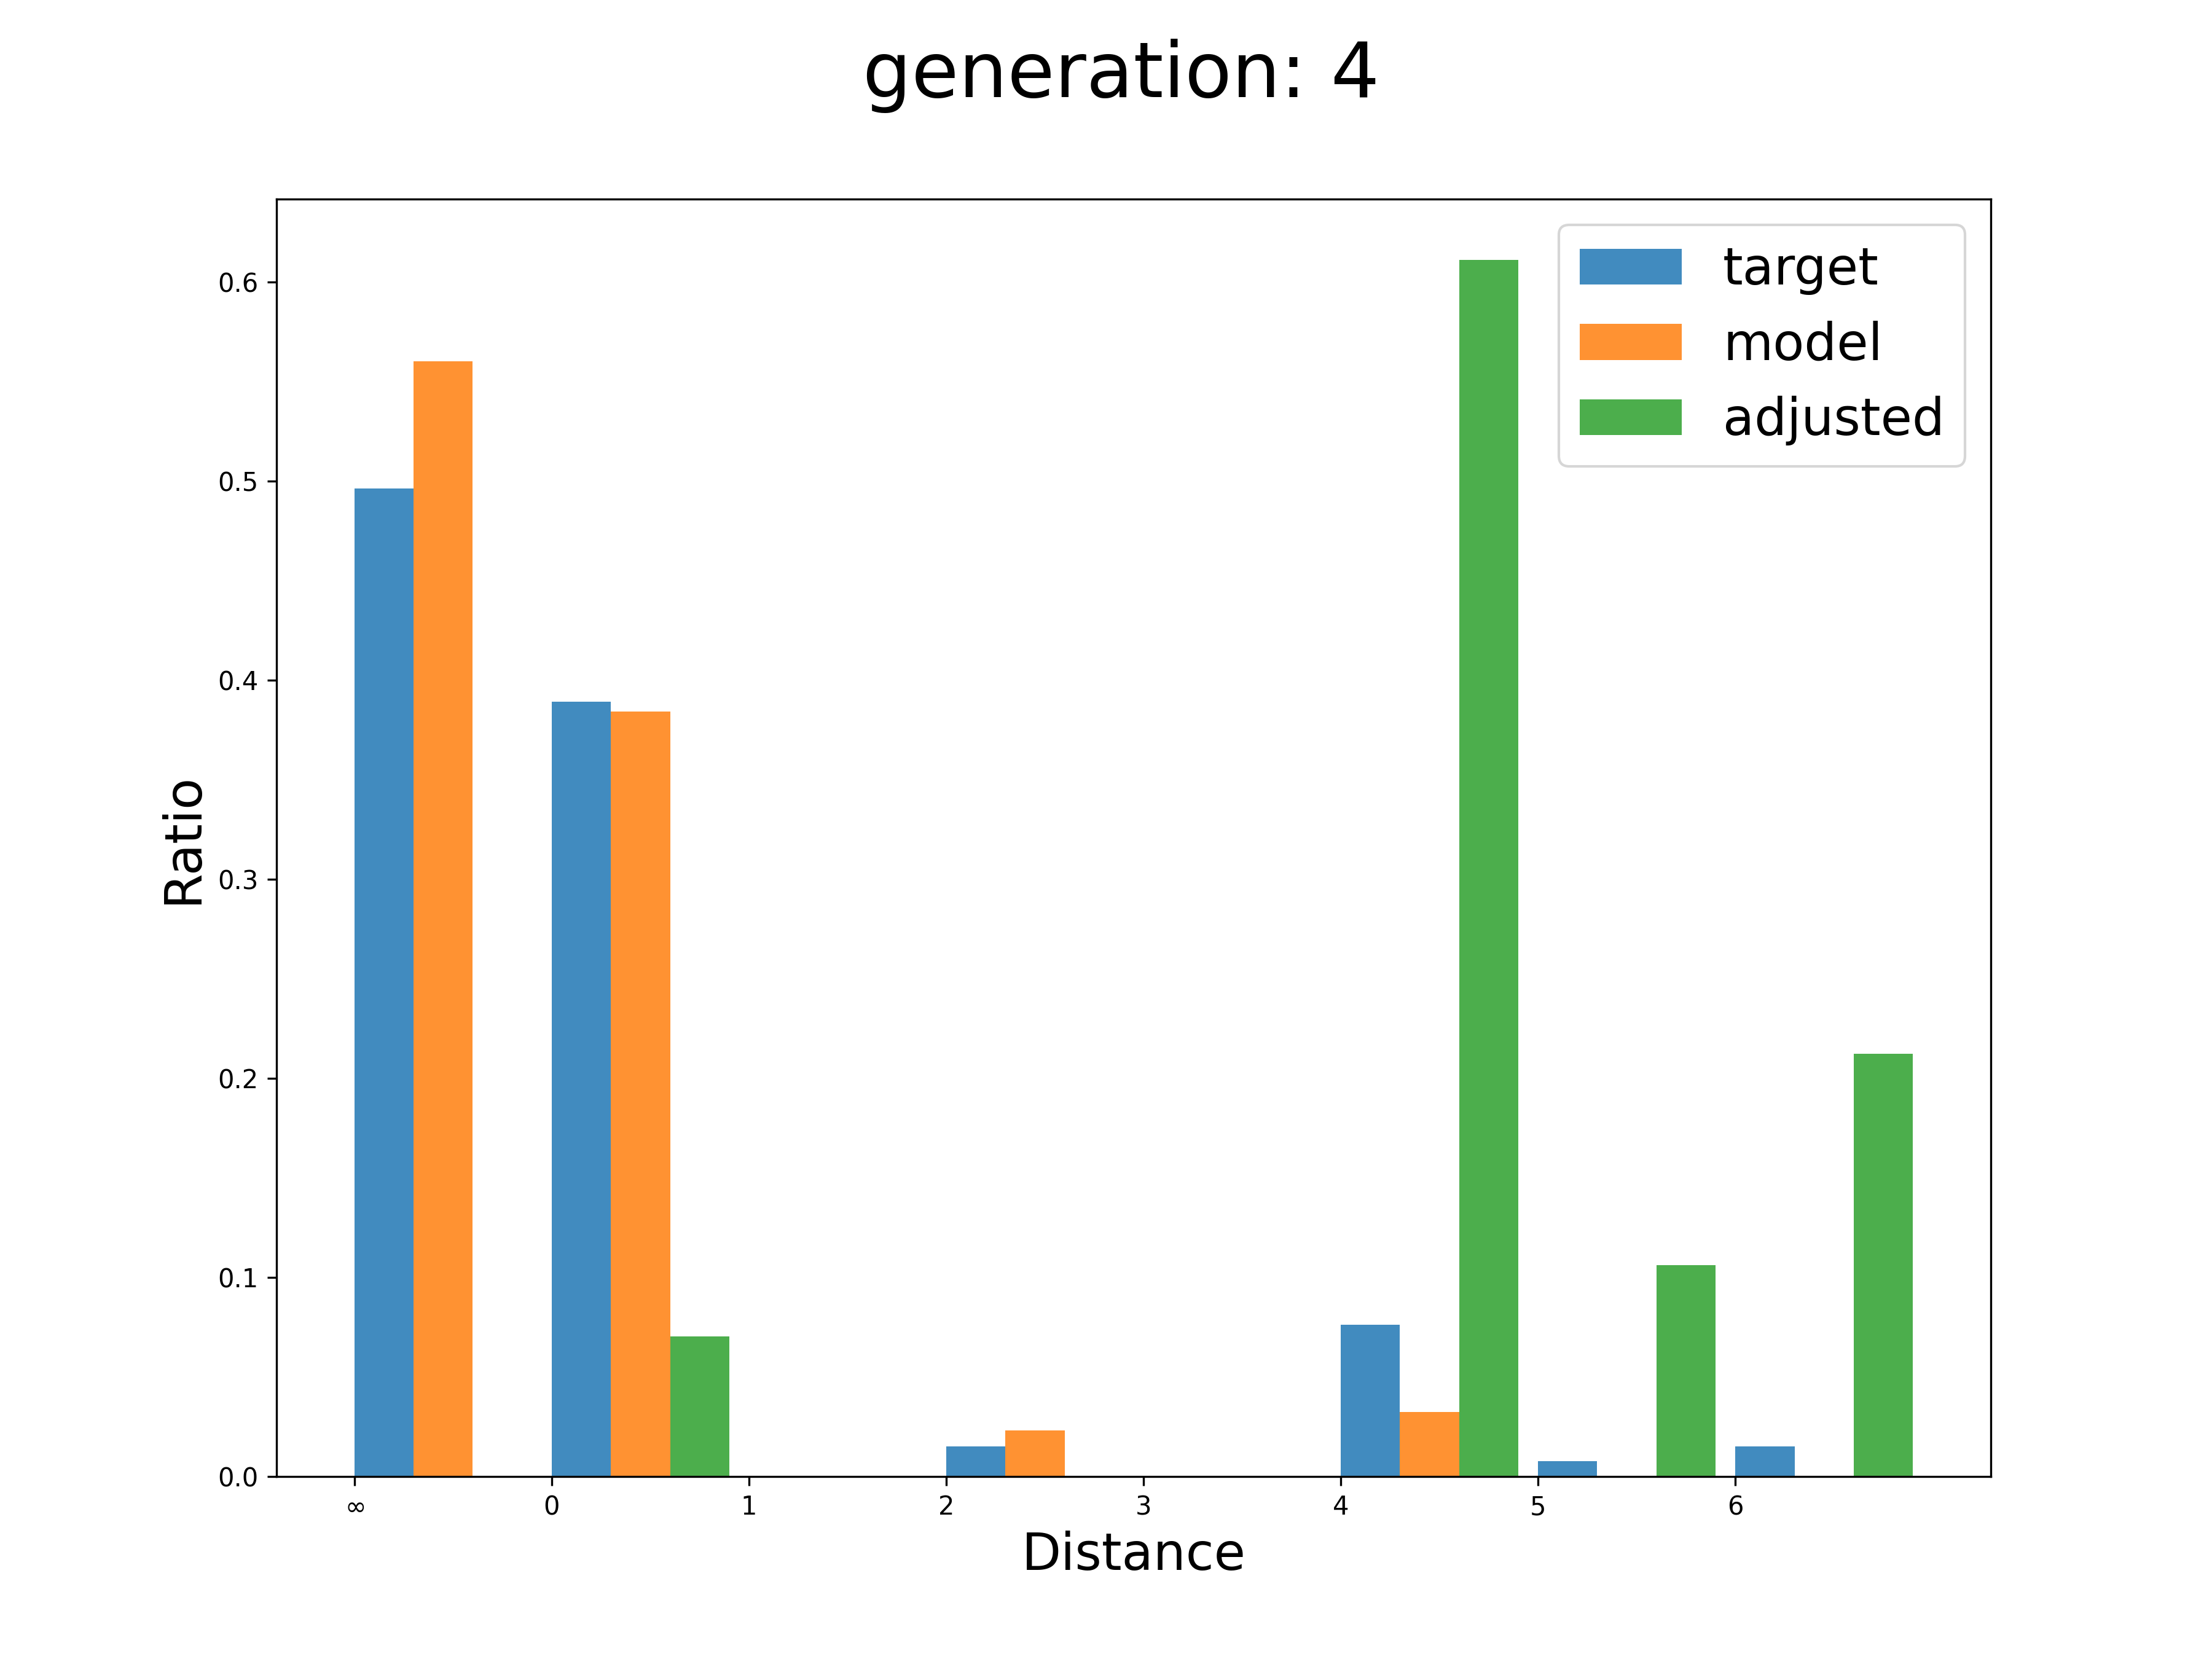 generation: 4
target
model
adjusted
0.6
0.5
0.4
0.3
0.2
0.1
0.0
Ratio
∞ 0 1 2 3 4 5 6
Distance